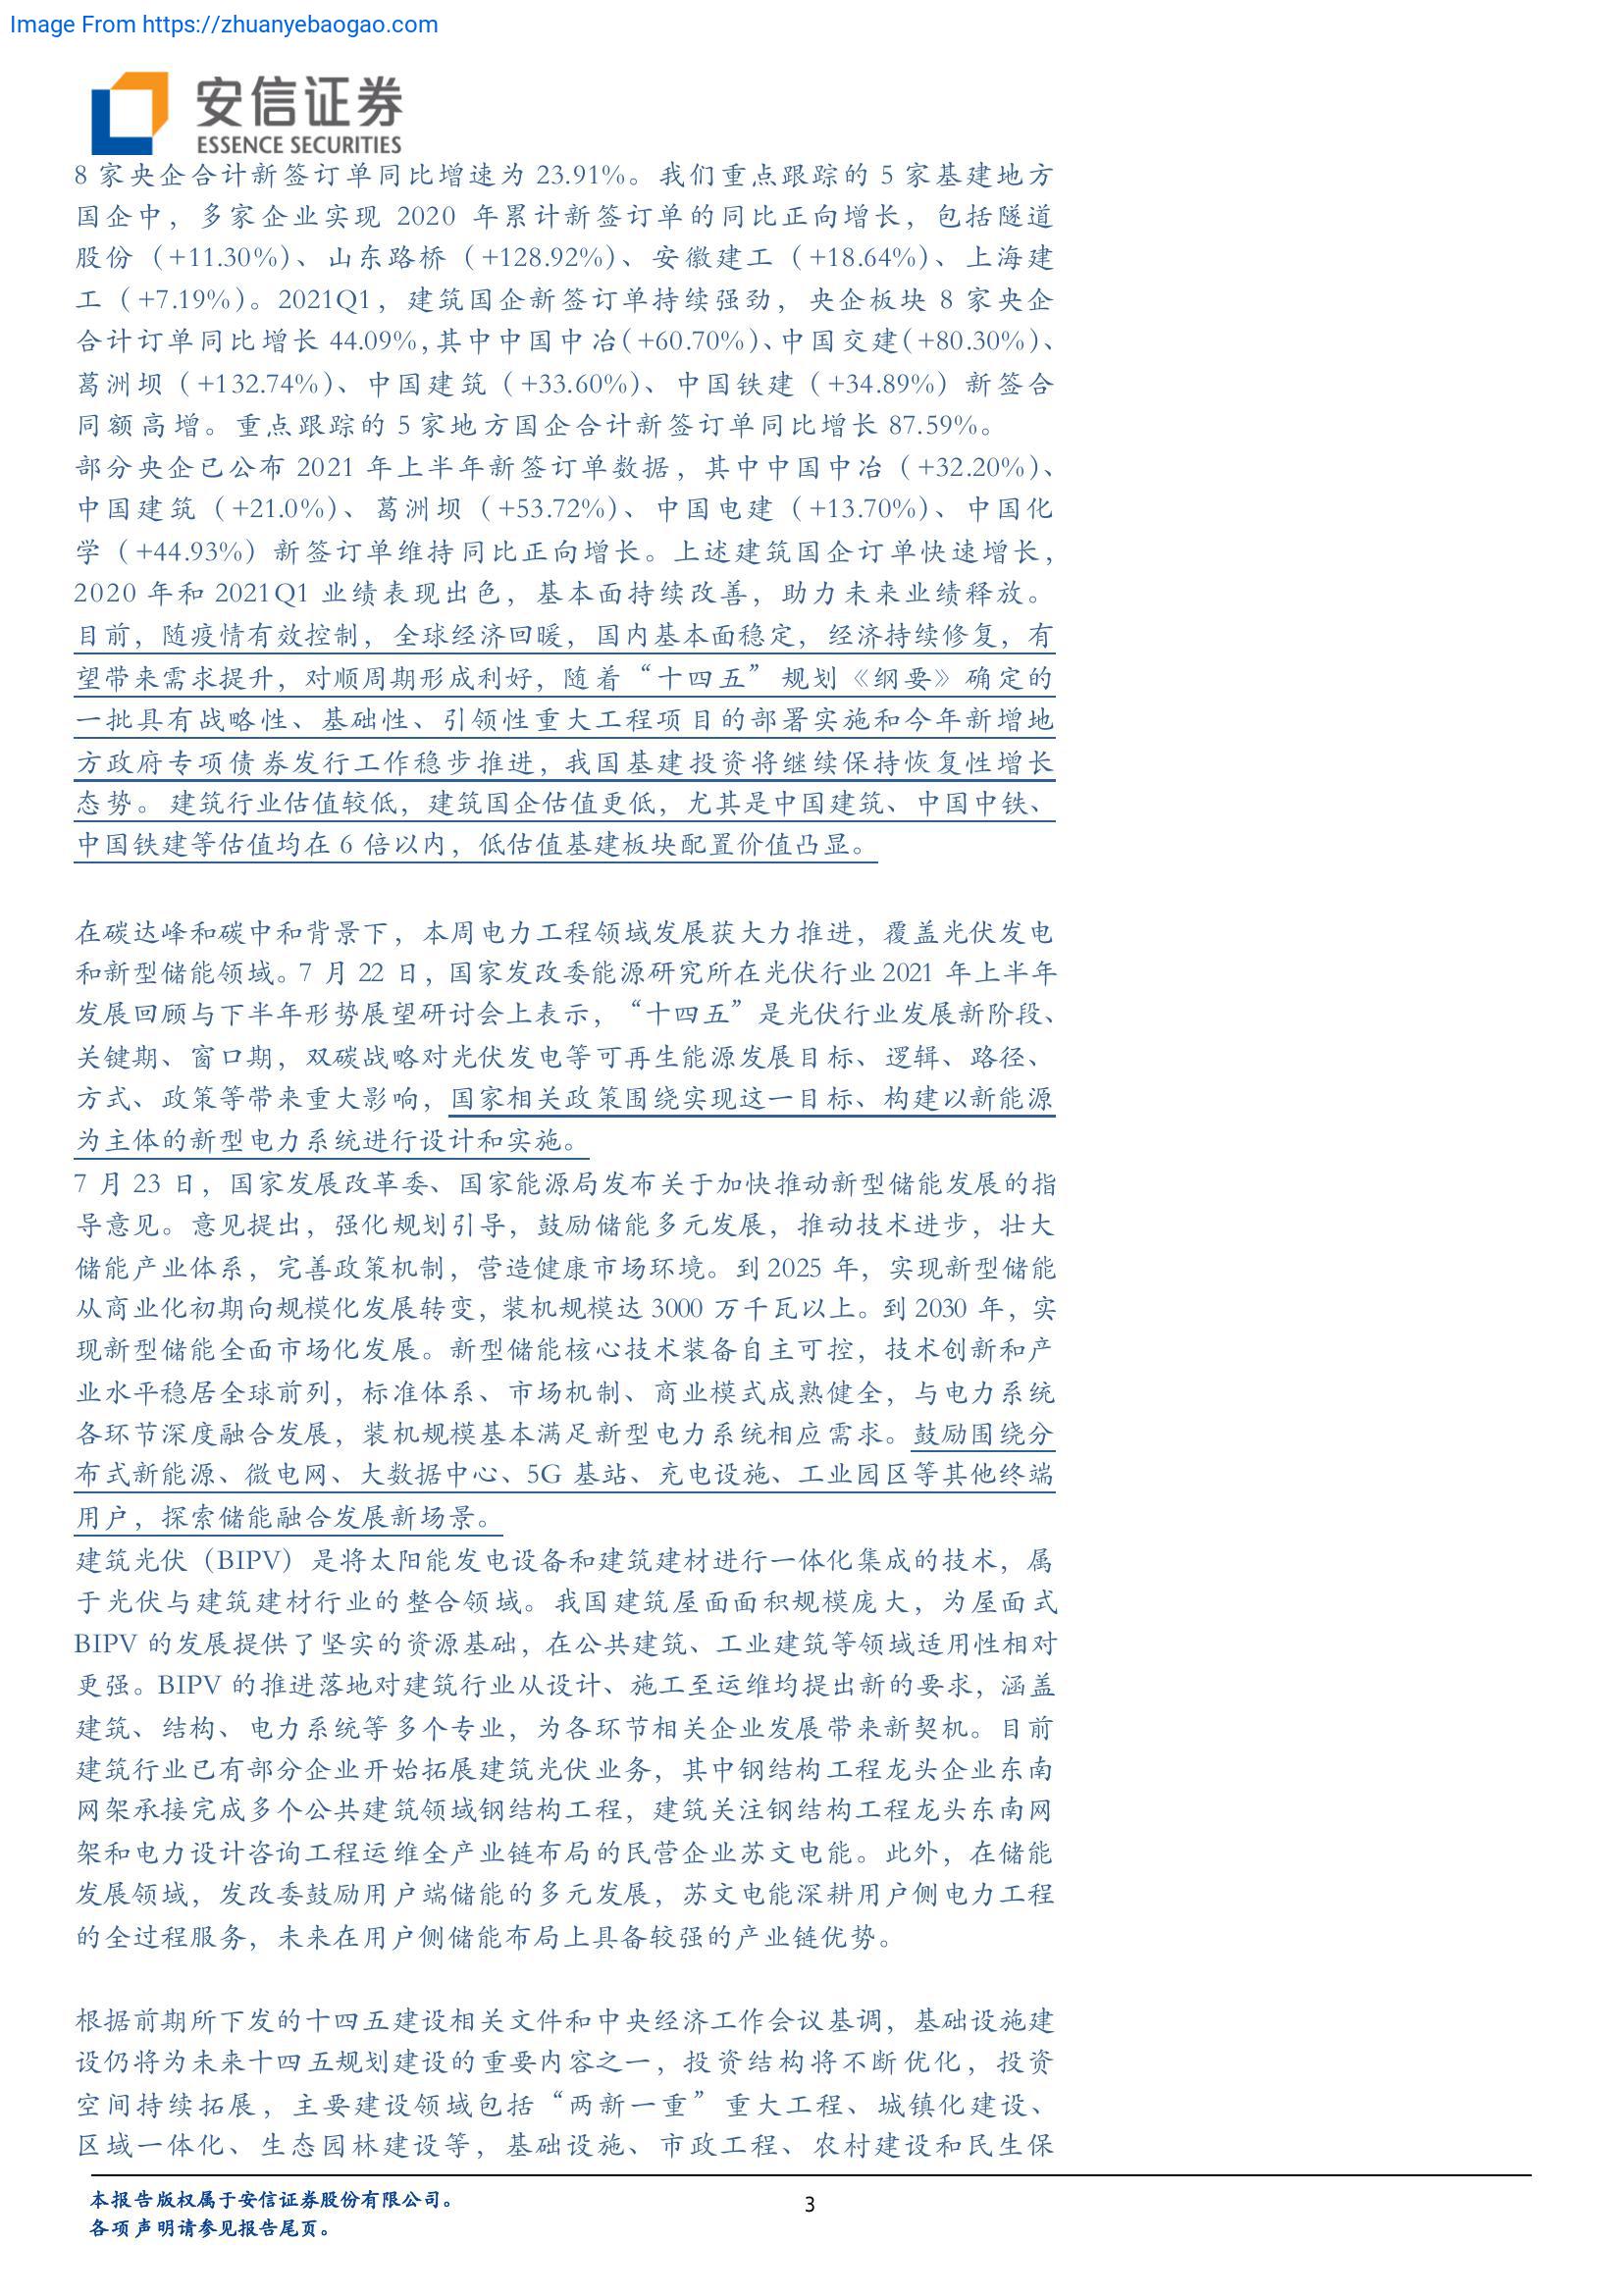 Image From https://zhuanyebaogao.com
安信证券
ESSENCE SECURITIES
8 家央企合计新签订单同比增速为 23.91%。我们重点跟踪的 5 家基建地方
国企中，多家企业实现 2020 年累计新签订单的同比正向增长，包括隧道
股份（+11.30%）、山东路桥（+128.92%）、安徽建工（+18.64%）、上海建
工（+7.19%）。2021Q1，建筑国企新签订单持续强劲，央企板块 8 家央企
合计订单同比增长 44.09%，其中中国中冶（+60.70%）、中国交建（+80.30%）、
葛洲坝（+132.74%）、中国建筑（+33.60%）、中国铁建（+34.89%）新签合
同额高增。重点跟踪的 5 家地方国企合计新签订单同比增长 87.59%。
部分央企已公布 2021 年上半年新签订单数据，其中中国中冶（+32.20%）、
中国建筑（+21.0%）、葛洲坝（+53.72%）、中国电建（+13.70%）、中国化
学（+44.93%）新签订单维持同比正向增长。上述建筑国企订单快速增长，
2020 年和 2021Q1 业绩表现出色，基本面持续改善，助力未来业绩释放。
目前，随疫情有效控制，全球经济回暖，国内基本面稳定，经济持续修复，有
望带来需求提升，对顺周期形成利好，随着“十四五”规划《纲要》确定的
一批具有战略性、基础性、引领性重大工程项目的部署实施和今年新增地
方政府专项债券发行工作稳步推进，我国基建投资将继续保持恢复性增长
态势。建筑行业估值较低，建筑国企估值更低，尤其是中国建筑、中国中铁、
中国铁建等估值均在 6 倍以内，低估值基建板块配置价值凸显。
在碳达峰和碳中和背景下，本周电力工程领域发展获大力推进，覆盖光伏发电
和新型储能领域。7 月 22 日，国家发改委能源研究所在光伏行业 2021 年上半年
发展回顾与下半年形势展望研讨会上表示，“十四五”是光伏行业发展新阶段、
关键期、窗口期，双碳战略对光伏发电等可再生能源发展目标、逻辑、路径、
方式、政策等带来重大影响，国家相关政策围绕实现这一目标、构建以新能源
为主体的新型电力系统进行设计和实施。
7 月 23 日，国家发展改革委、国家能源局发布关于加快推动新型储能发展的指
导意见。意见提出，强化规划引导，鼓励储能多元发展，推动技术进步，壮大
储能产业体系，完善政策机制，营造健康市场环境。到 2025 年，实现新型储能
从商业化初期向规模化发展转变，装机规模达 3000 万千瓦以上。到 2030 年，实
现新型储能全面市场化发展。新型储能核心技术装备自主可控，技术创新和产
业水平稳居全球前列，标准体系、市场机制、商业模式成熟健全，与电力系统
各环节深度融合发展，装机规模基本满足新型电力系统相应需求。鼓励围绕分
布式新能源、微电网、大数据中心、5G 基站、充电设施、工业园区等其他终端
用户，探索储能融合发展新场景。
建筑光伏（BIPV）是将太阳能发电设备和建筑建材进行一体化集成的技术，属
于光伏与建筑建材行业的整合领域。我国建筑屋面面积规模庞大，为屋面式
BIPV 的发展提供了坚实的资源基础，在公共建筑、工业建筑等领域适用性相对
更强。BIPV 的推进落地对建筑行业从设计、施工至运维均提出新的要求，涵盖
建筑、结构、电力系统等多个专业，为各环节相关企业发展带来新契机。目前
建筑行业已有部分企业开始拓展建筑光伏业务，其中钢结构工程龙头企业东南
网架承接完成多个公共建筑领域钢结构工程，建筑关注钢结构工程龙头东南网
架和电力设计咨询工程运维全产业链布局的民营企业苏文电能。此外，在储能
发展领域，发改委鼓励用户端储能的多元发展，苏文电能深耕用户侧电力工程
的全过程服务，未来在用户侧储能布局上具备较强的产业链优势。
根据前期所下发的十四五建设相关文件和中央经济工作会议基调，基础设施建
设仍将为未来十四五规划建设的重要内容之一，投资结构将不断优化，投资
空间持续拓展，主要建设领域包括“两新一重”重大工程、城镇化建设、
区域一体化、生态园林建设等，基础设施、市政工程、农村建设和民生保
本报告版权属于安信证券股份有限公司。
3
各项声明请参见报告尾页。